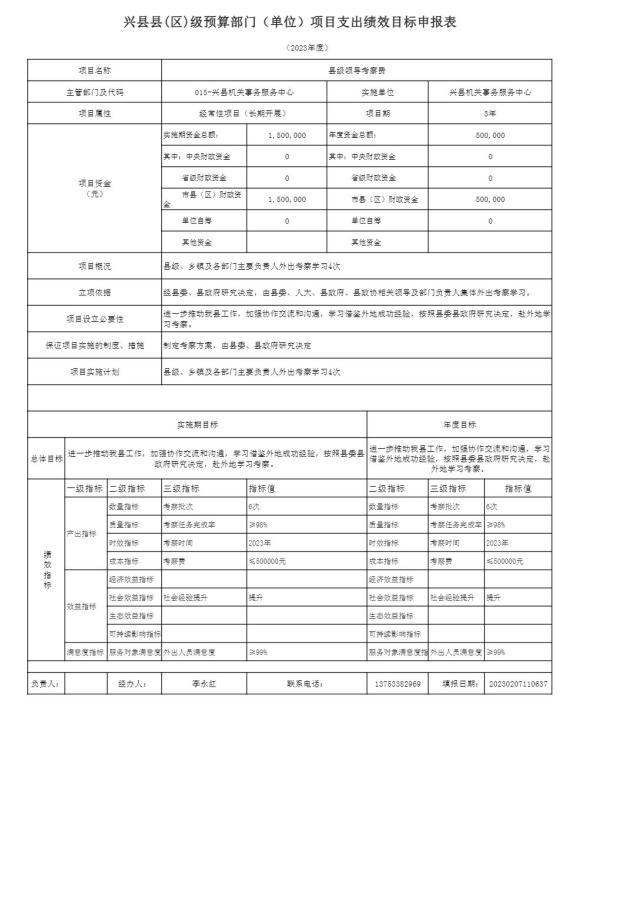 兴县县(区)级预算部门（单位）项目支出绩效目标申报表
（2023年度）
项目名称 县级领导考察费
主管部门及代码 015-兴县机关事务服务中心 实施单位 兴县机关事务服务中心
项目属性 经常性项目（长期开展） 项目期 3年
项目资金（元） 实施期资金总额： 1,500,000 年度资金总额： 500,000
其中：中央财政资金 0 其中：中央财政资金 0
省级财政资金 0 省级财政资金 0
市县（区）财政资金 1,500,000 市县（区）财政资金 500,000
单位自筹 0 单位自筹 0
其他资金 其他资金
项目概况 县级、乡镇及各部门主要负责人外出考察学习4次
立项依据 经县委、县政府研究决定，由县委、人大、县政府、县政协相关领导及部门负责人集体外出考察学习。
项目设立必要性 进一步推动我县工作，加强协作交流和沟通，学习借鉴外地成功经验，按照县委县政府研究决定，赴外地学习考察。
保证项目实施的制度、措施 制定考察方案，由县委、县政府研究决定
项目实施计划 县级、乡镇及各部门主要负责人外出考察学习4次
实施期目标 年度目标
总体目标 进一步推动我县工作，加强协作交流和沟通，学习借鉴外地成功经验，按照县委县政府研究决定，赴外地学习考察。 进一步推动我县工作，加强协作交流和沟通，学习借鉴外地成功经验，按照县委县政府研究决定，赴外地学习考察。
绩效指标 一级指标 二级指标 三级指标 指标值 二级指标 三级指标 指标值
产出指标 数量指标 考察批次 6次 数量指标 考察批次 6次
质量指标 考察任务完成率 ≥98% 质量指标 考察任务完成率 ≥98%
时效指标 考察时间 2023年 时效指标 考察时间 2023年
成本指标 考察费 ≤500000元 成本指标 考察费 ≤500000元
效益指标 经济效益指标 经济效益指标
社会效益指标 社会经验提升 提升 社会效益指标 社会经验提升 提升
生态效益指标 生态效益指标
可持续影响指标 可持续影响指标
满意度指标 服务对象满意度 外出人员满意度 ≥99% 服务对象满意度指 外出人员满意度 ≥99%
负责人： 经办人： 李永红 联系电话： 13753382969 填报日期： 20230207110637